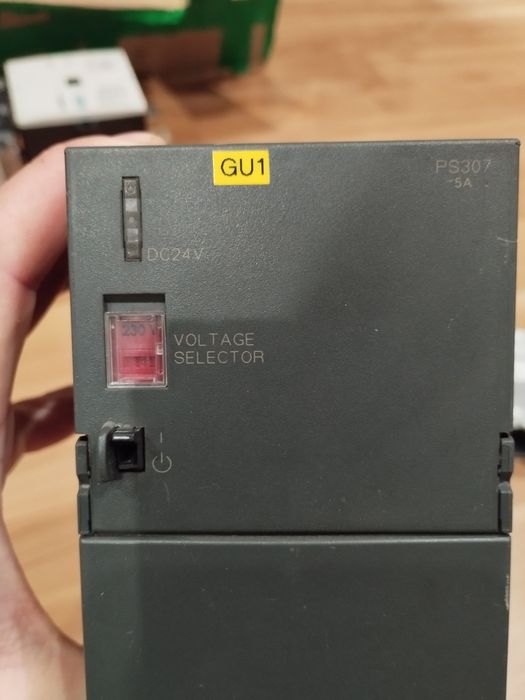 GU1
PS307
5A
DC24V
230 V
VOLTAGE
SELECTOR
I